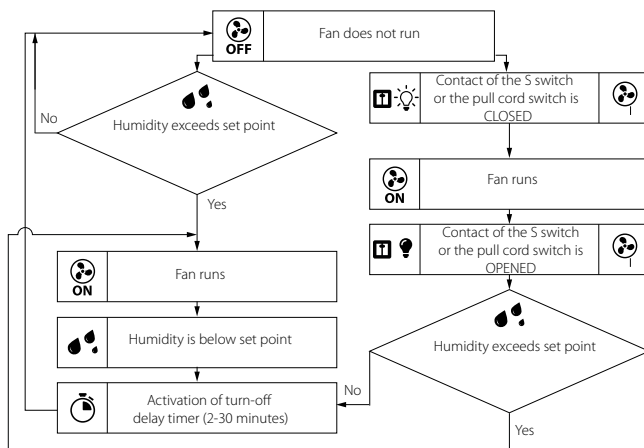 OFF
Fan does not run
No
Humidity exceeds set point
Yes
ON
Fan runs
Humidity is below set point
Activation of turn-off
delay timer (2-30 minutes)
Contact of the S switch
or the pull cord switch is
CLOSED
ON
Fan runs
Contact of the S switch
or the pull cord switch is
OPENED
Humidity exceeds set point
No
Yes